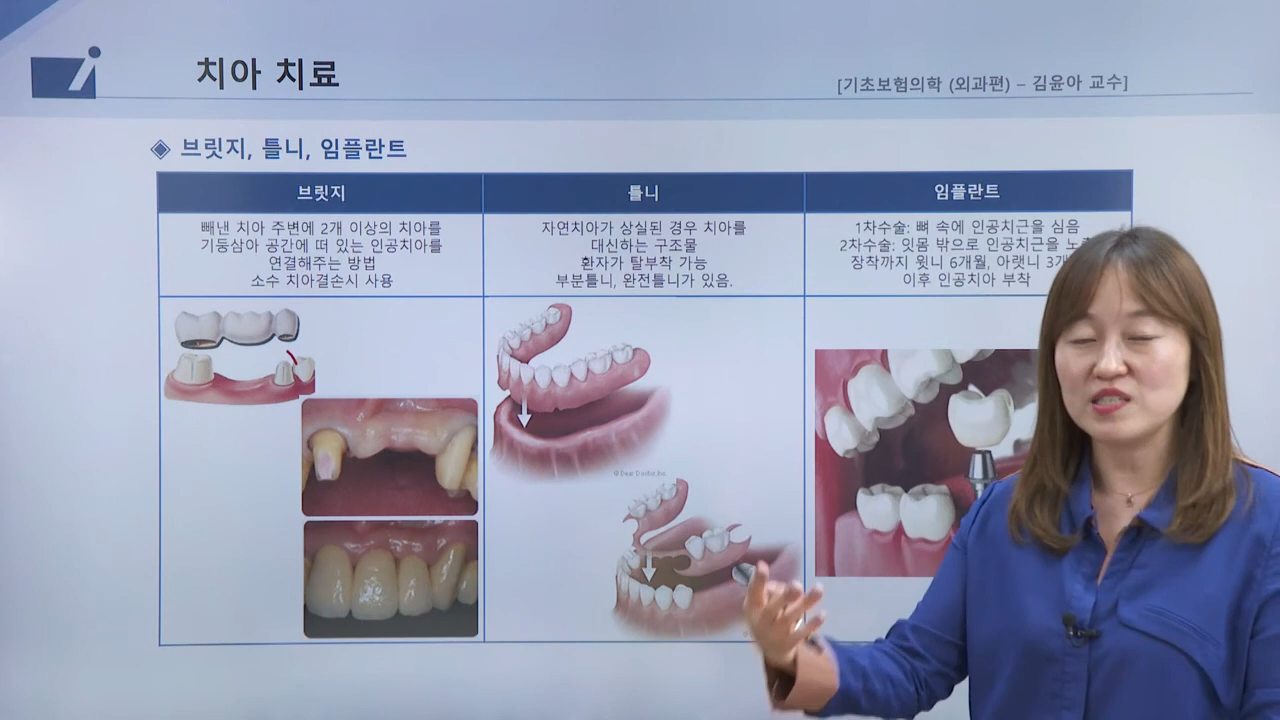 치아 치료
[기초보험의학 (외과편) – 김윤아 교수]
◈ 브릿지, 틀니, 임플란트
브릿지
틀니
임플란트
빼낸 치아 주변에 2개 이상의 치아를
기둥삼아 공간에 떠 있는 인공치아를
연결해주는 방법
소수 치아결손시 사용
자연치아가 상실된 경우 치아를
대신하는 구조물
환자가 탈부착 가능
부분틀니, 완전틀니가 있음.
1차수술: 뼈 속에 인공치근을 심음
2차수술: 잇몸 밖으로 인공치근을
장착까지 윗니 6개월, 아랫니
이후 인공치아 부착